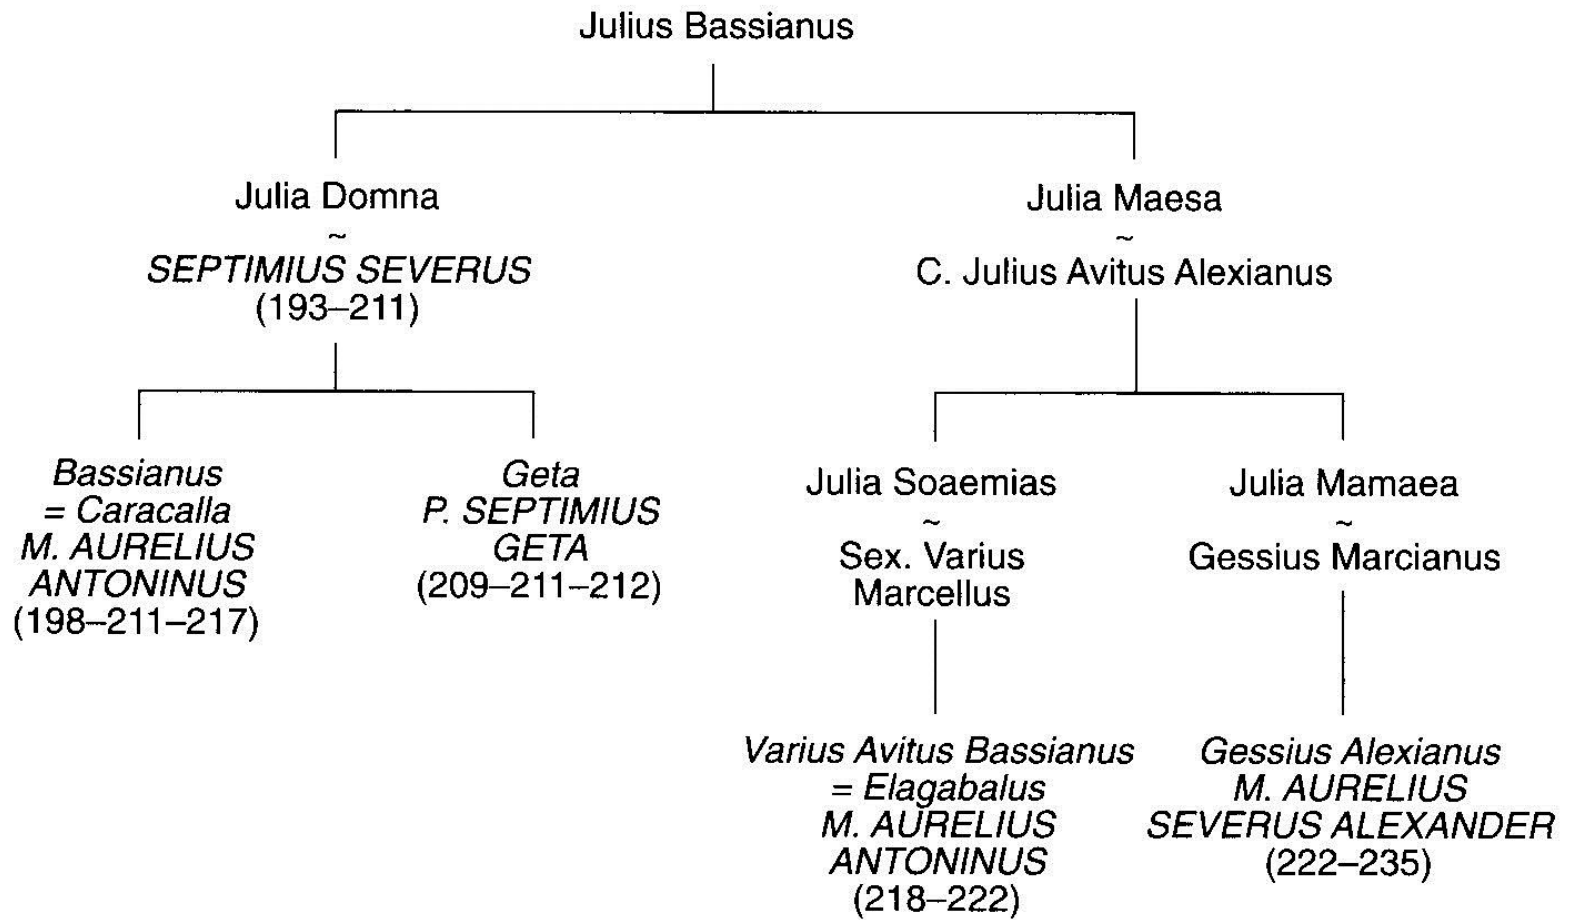 Julius Bassianus
Julia Domna
~
SEPTIMIUS SEVERUS
(193–211)
Julia Maesa
~
C. Julius Avitus Alexianus
Bassianus
= Caracalla
M. AURELIUS
ANTONINUS
(198–211–217)
Geta
P. SEPTIMIUS
GETA
(209–211–212)
Julia Soaemias
~
Sex. Varius
Marcellus
Julia Mamaea
~
Gessius Marcianus
Varius Avitus Bassianus
= Elagabalus
M. AURELIUS
ANTONINUS
(218–222)
Gessius Alexianus
M. AURELIUS
SEVERUS ALEXANDER
(222–235)